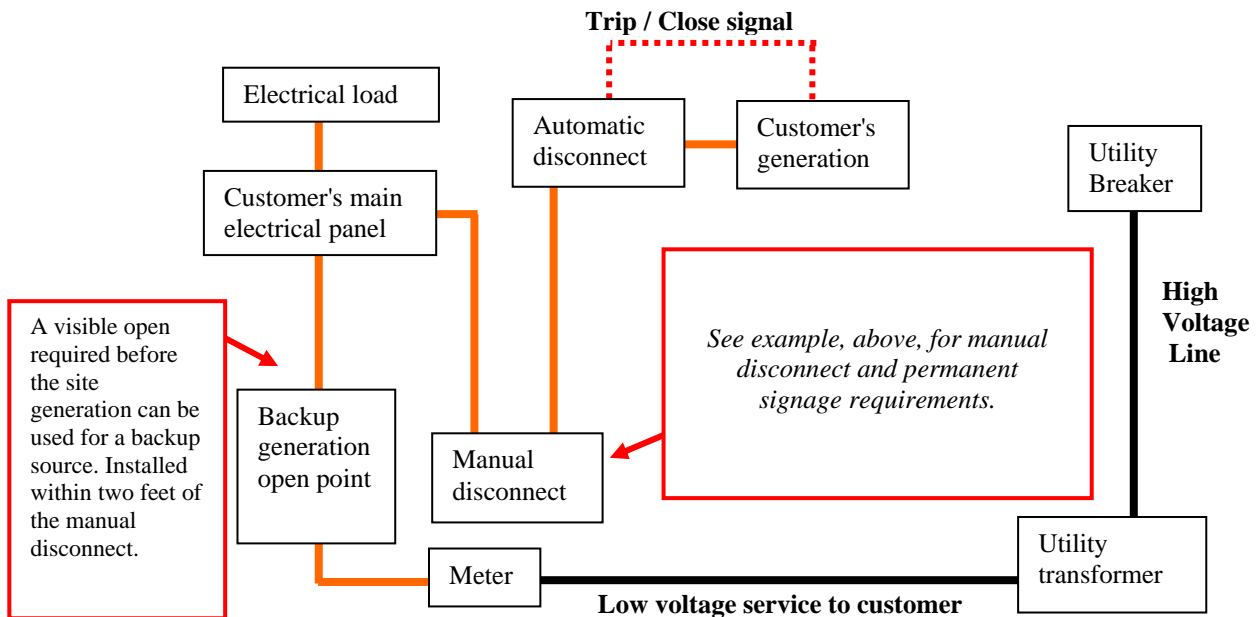 Trip / Close signal
Electrical load
Automatic
disconnect
Customer's
generation
Utility
Breaker
Customer's main
electrical panel
A visible open
required before
the site
generation can be
used for a backup
source. Installed
within two feet of
the manual
disconnect.
See example, above, for manual
disconnect and permanent
signage requirements.
High
Voltage
Line
Backup
generation
open point
Manual
disconnect
Meter
Utility
transformer
Low voltage service to customer